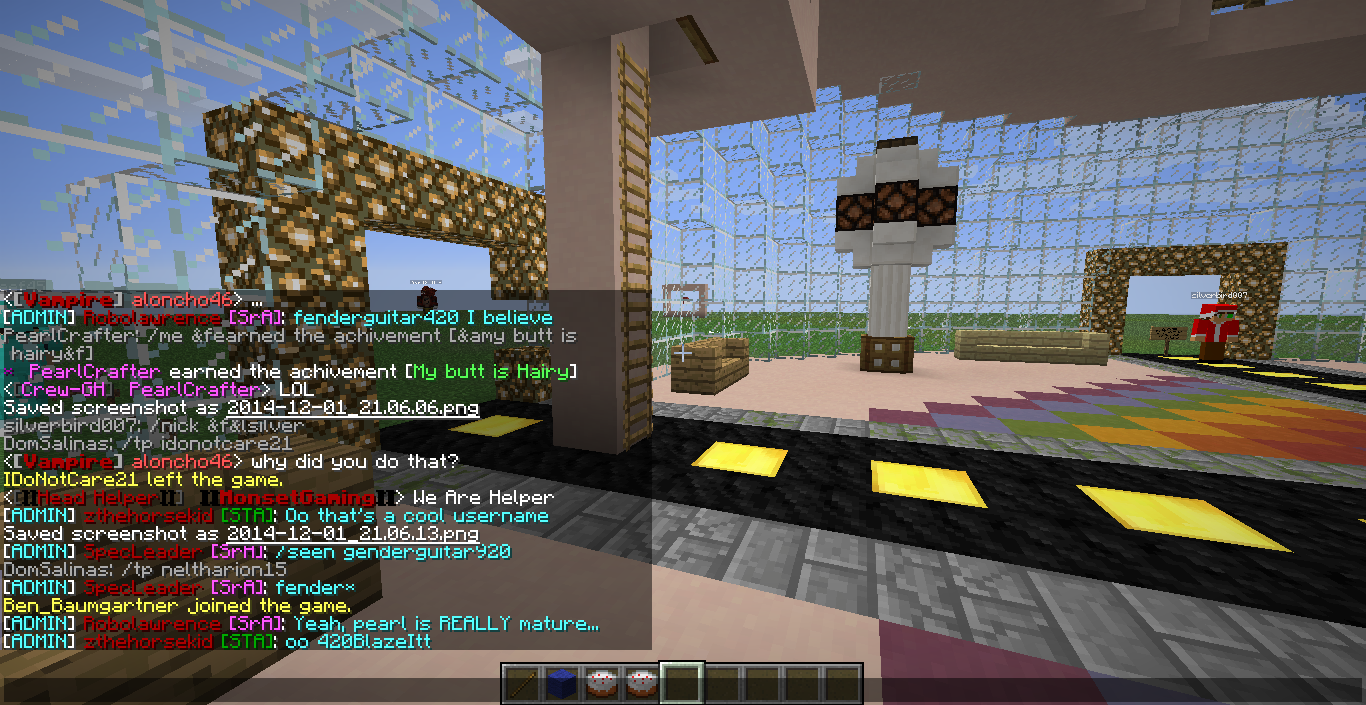 <[Vampire] aloncho46> ...
[ADMIN] Robolawrence [SrA]: fenderguitar420 I believe
PearlCrafter: /me &fearned the achivement [&amy butt is
hairy&f]
* PearlCrafter earned the achivement [My butt is Hairy]
<[Crew-GH] PearlCrafter> LOL
Saved screenshot as 2014-12-01_21.06.06.png
silverbird007: /nick &f&lsilver
DomSalinas: /tp idonotcare21
<[Vampire] aloncho46> why did you do that?
IDoNotCare21 left the game.
<[Head Helper] MonsetGaming> We Are Helper
[ADMIN] zthehorsekid [STA]: Oo that's a cool username
Saved screenshot as 2014-12-01_21.06.13.png
[ADMIN] SpecLeader [SrA]: /seen genderguitar920
DomSalinas: /tp neltharion15
[ADMIN] SpecLeader [SrA]: fender*
Ben_Baumgartner joined the game.
[ADMIN] Robolawrence [SrA]: Yeah, pearl is REALLY mature...
[ADMIN] zthehorsekid [STA]: oo 420BlazeItt
silverbird007